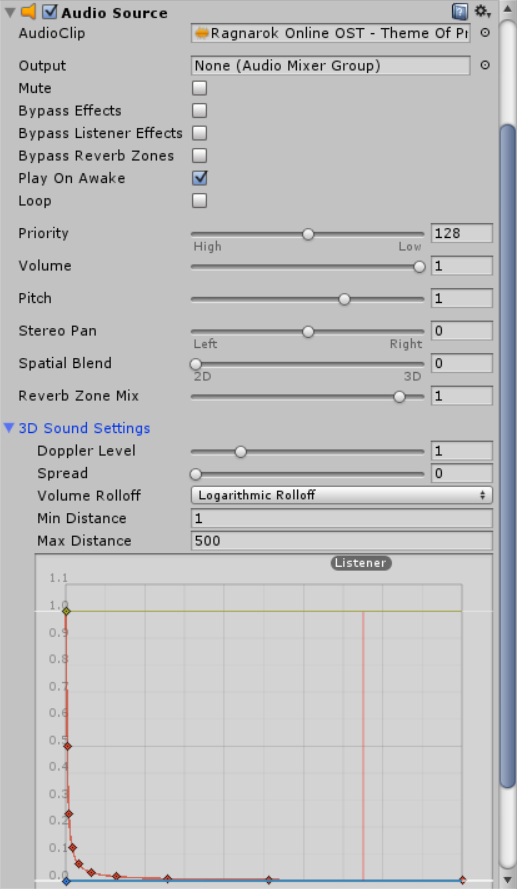 Audio Source
AudioClip Ragnarok Online OST - Theme Of Pr
Output None (Audio Mixer Group)
Mute
Bypass Effects
Bypass Listener Effects
Bypass Reverb Zones
Play On Awake
Loop
Priority 128
High Low
Volume 1
Pitch 1
Stereo Pan 0
Left Right
Spatial Blend 0
2D 3D
Reverb Zone Mix 1
3D Sound Settings
Doppler Level 1
Spread 0
Volume Rolloff Logarithmic Rolloff
Min Distance 1
Max Distance 500
Listener
1.1
1.0
0.9
0.8
0.7
0.6
0.5
0.4
0.3
0.2
0.1
0.0